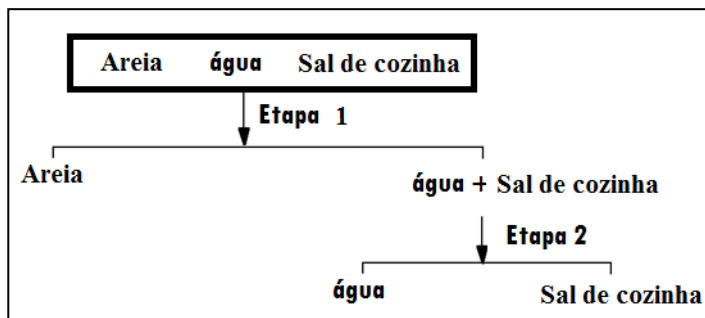 Areia água Sal de cozinha
Etapa 1
Areia
água + Sal de cozinha
Etapa 2
água Sal de cozinha